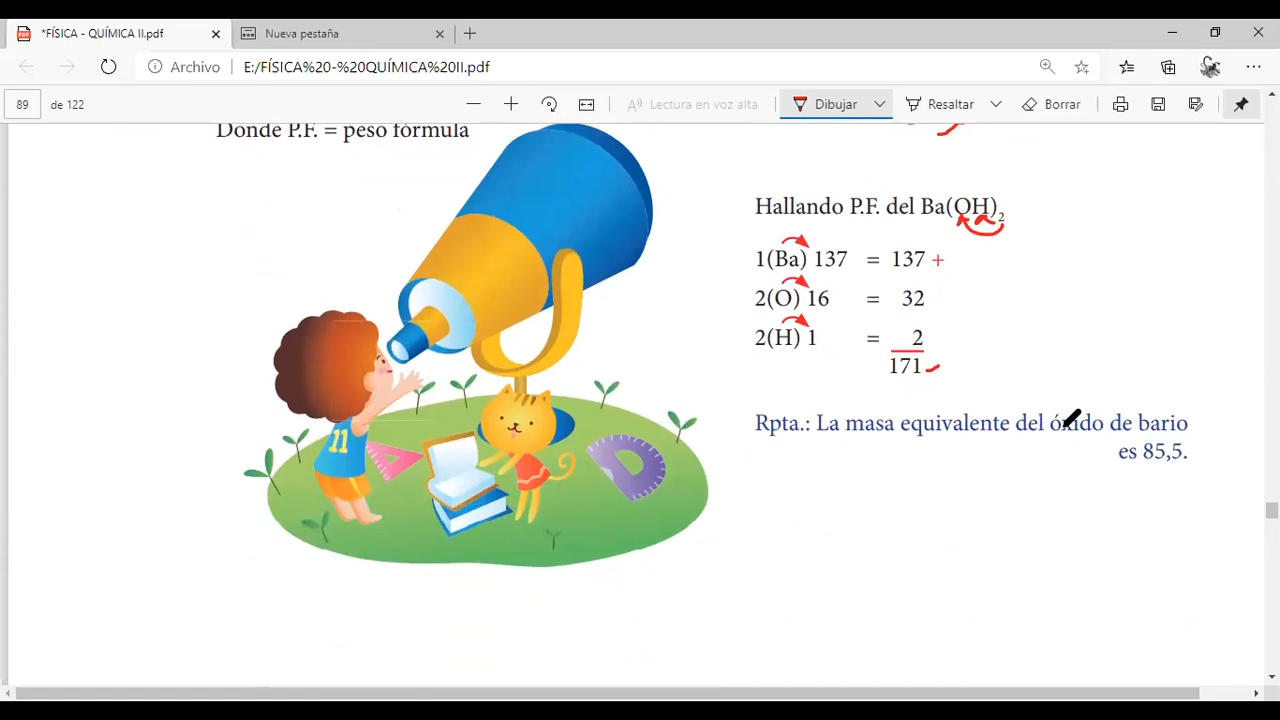 *FÍSICA - QUÍMICA II.pdf
Nueva pestaña
Archivo
E:/FÍSICA%20-%20QUÍMICA%20II.pdf
89 de 122
Lectura en voz alta
Dibujar
Resaltar
Borrar
Donde P.F. = peso fórmula
Hallando P.F. del Ba(OH)2
1(Ba) 137 = 137 +
2(O) 16 = 32
2(H) 1 = 2
171
Rpta.: La masa equivalente del óxido de bario
es 85,5.
11